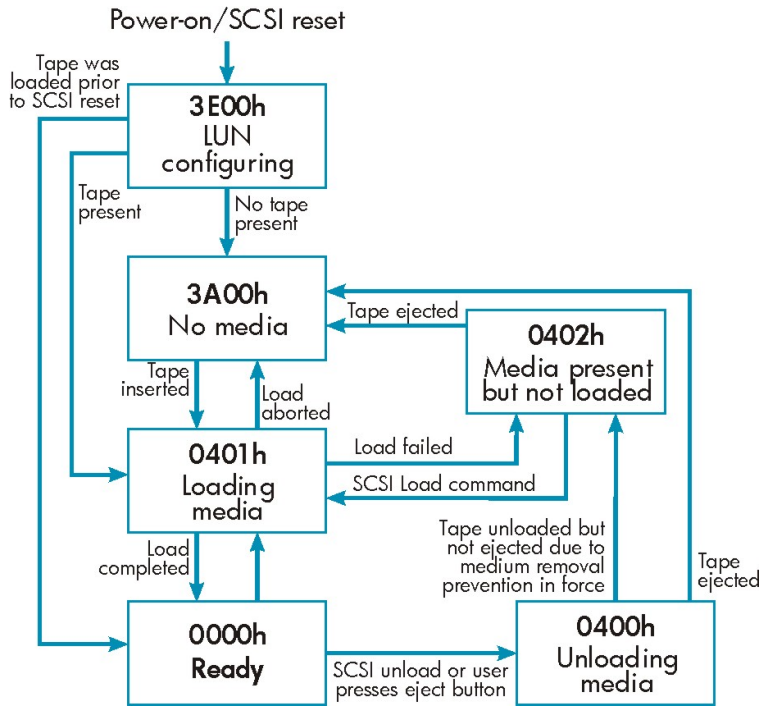 Power-on/SCSI reset
Tape was
loaded prior
to SCSI reset
3E00h
LUN
configuring
Tape
present
No tape
present
3A00h
No media
Tape ejected
0402h
Media present
but not loaded
Tape
inserted
Load
aborted
0401h
Loading
media
Load failed
SCSI Load command
Load
completed
Tape unloaded but
not ejected due to
medium removal
prevention in force
Tape
ejected
0000h
Ready
SCSI unload or user
presses eject button
0400h
Unloading
media